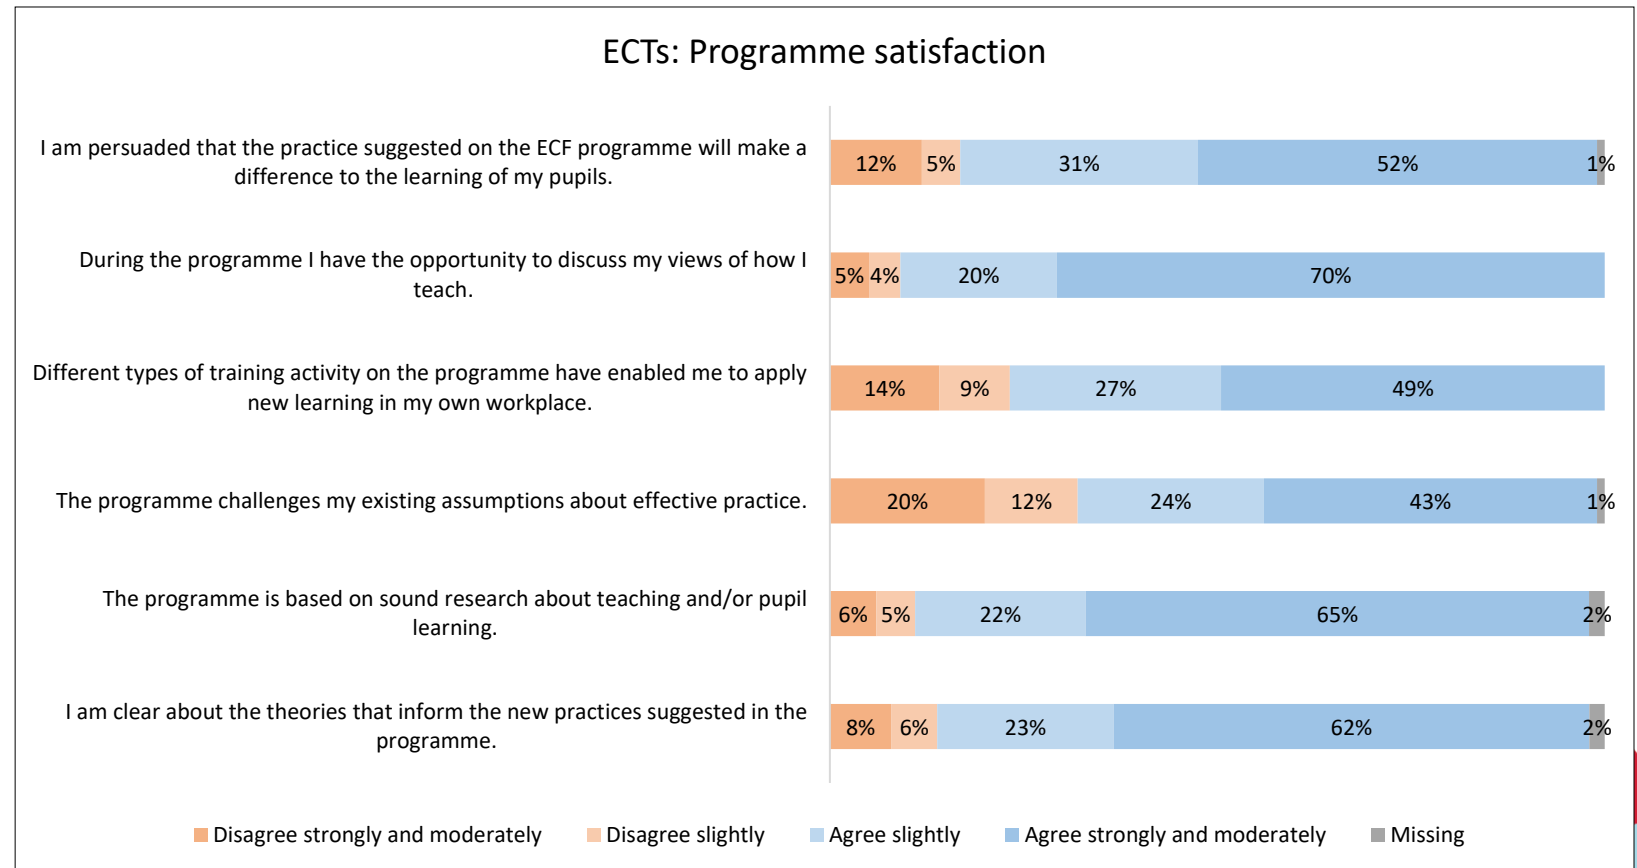 ECTs: Programme satisfaction
I am persuaded that the practice suggested on the ECF programme will make a
difference to the learning of my pupils.
12% 5% 31% 52% 1%
During the programme I have the opportunity to discuss my views of how I
teach.
5% 4% 20% 70%
Different types of training activity on the programme have enabled me to apply
new learning in my own workplace.
14% 9% 27% 49%
The programme challenges my existing assumptions about effective practice.
20% 12% 24% 43% 1%
The programme is based on sound research about teaching and/or pupil
learning.
6% 5% 22% 65% 2%
I am clear about the theories that inform the new practices suggested in the
programme.
8% 6% 23% 62% 2%
Disagree strongly and moderately Disagree slightly Agree slightly Agree strongly and moderately Missing